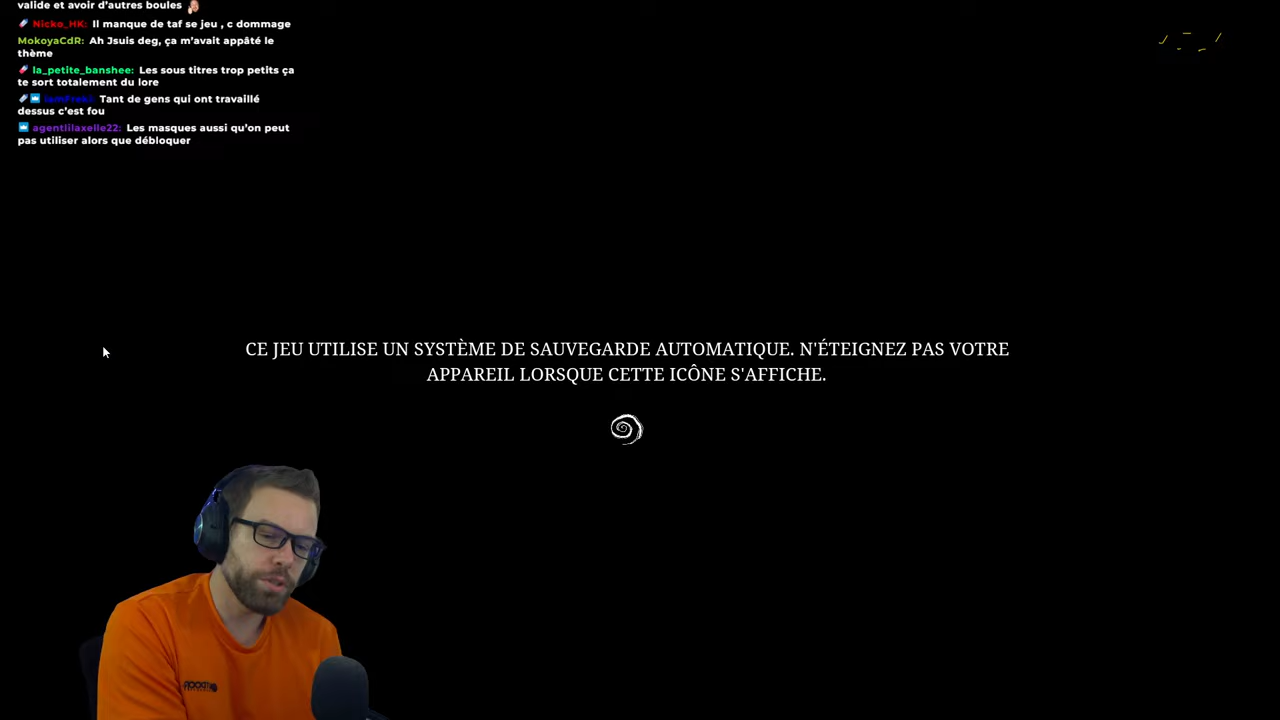 valide et avoir d'autres boules
Nicko_HK: Il manque de taf se jeu , c dommage
MokoyaCdR: Ah Jsuis deg, ça m'avait appâté le
thème
la_petite_banshee: Les sous titres trop petits ça
te sort totalement du lore
Tant de gens qui ont travaillé
dessus c'est fou
agentlilaxelle22: Les masques aussi qu'on peut
pas utiliser alors que débloquer
CE JEU UTILISE UN SYSTÈME DE SAUVEGARDE AUTOMATIQUE. N'ÉTEIGNEZ PAS VOTRE
APPAREIL LORSQUE CETTE ICÔNE S'AFFICHE.